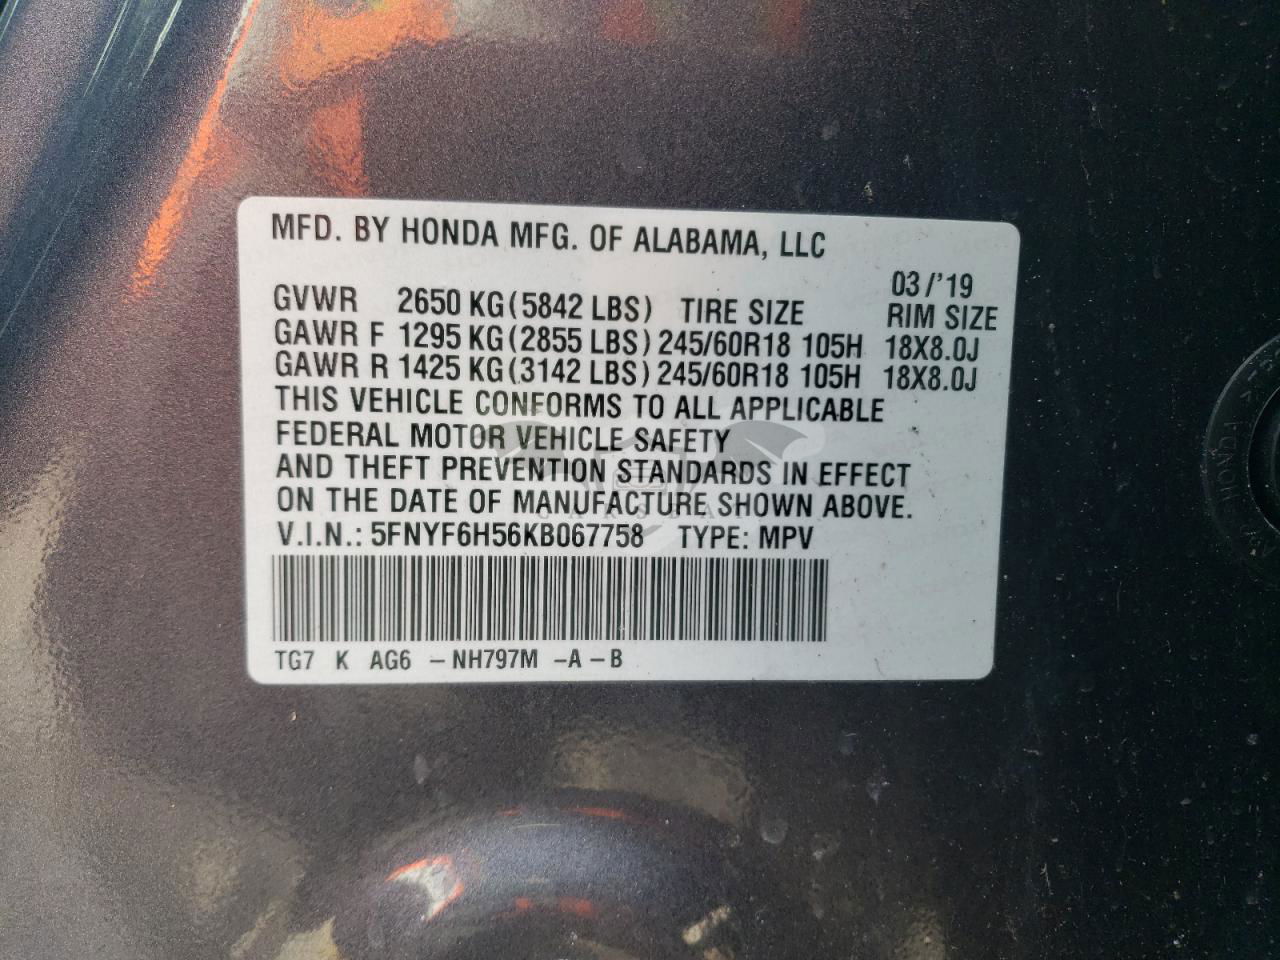 MFD. BY HONDA MFG. OF ALABAMA, LLC
03/'19
GVWR 2650 KG(5842 LBS) TIRE SIZE RIM SIZE
GAWR F 1295 KG(2855 LBS) 245/60R18 105H 18X8.0J
GAWR R 1425 KG(3142 LBS) 245/60R18 105H 18X8.0J
THIS VEHICLE CONFORMS TO ALL APPLICABLE
FEDERAL MOTOR VEHICLE SAFETY
AND THEFT PREVENTION STANDARDS IN EFFECT
ON THE DATE OF MANUFACTURE SHOWN ABOVE.
V.I.N.: 5FNYF6H56KB067758 TYPE: MPV
TG7 K AG6 -NH797M -A-B
HONDA